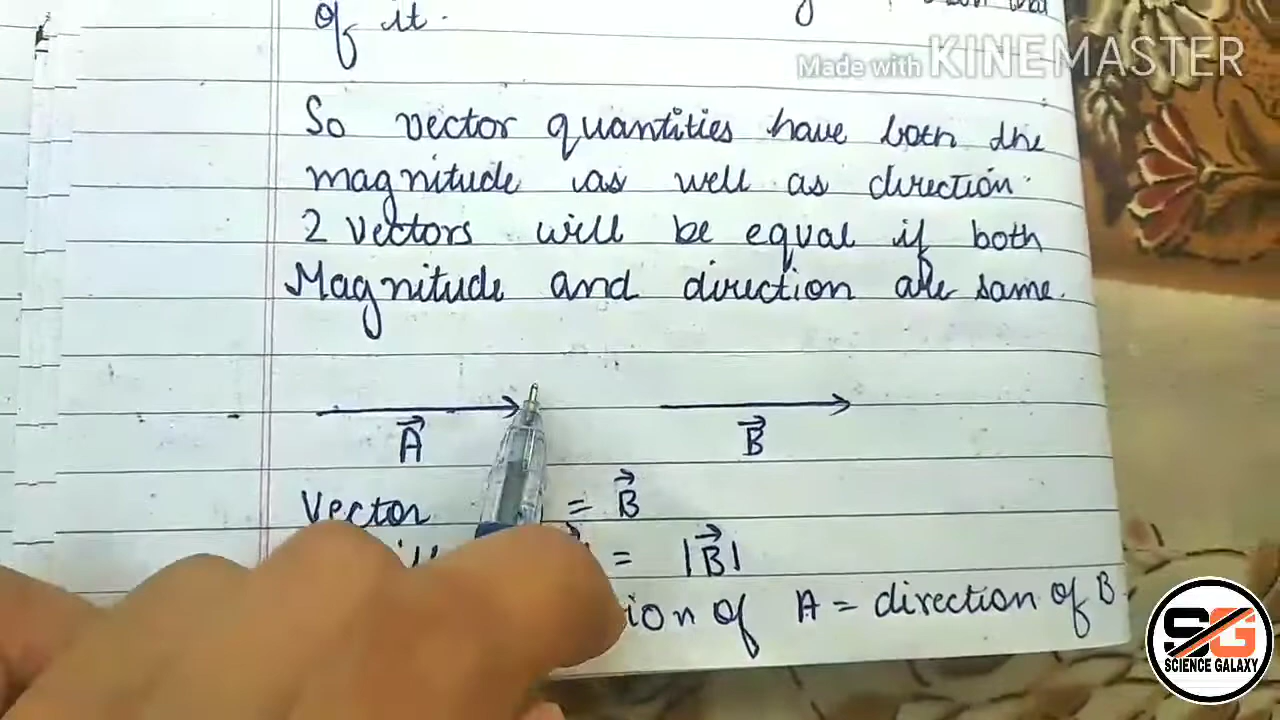 of it.
Made with KINEMASTER
So vector quantities have both the
magnitude as well as direction.
2 vectors will be equal if both
Magnitude and direction are same.
A⃗ B⃗
Vector = B⃗
= |B⃗|
ion of A = direction of B.
SG
SCIENCE GALAXY